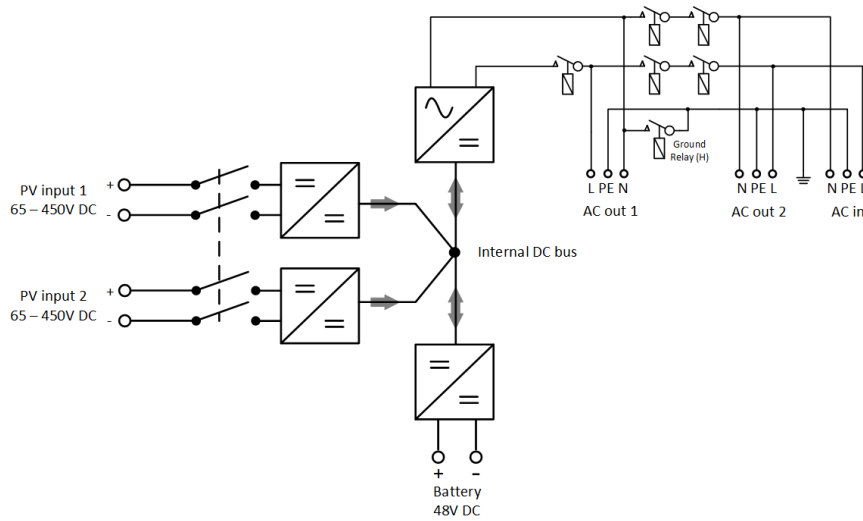 Ground
Relay (H)
L PE N
N PE L
N PE L
AC out 1
AC out 2
AC in
PV input 1
65 – 450V DC
+
-
Internal DC bus
PV input 2
65 – 450V DC
+
-
+ -
Battery
48V DC